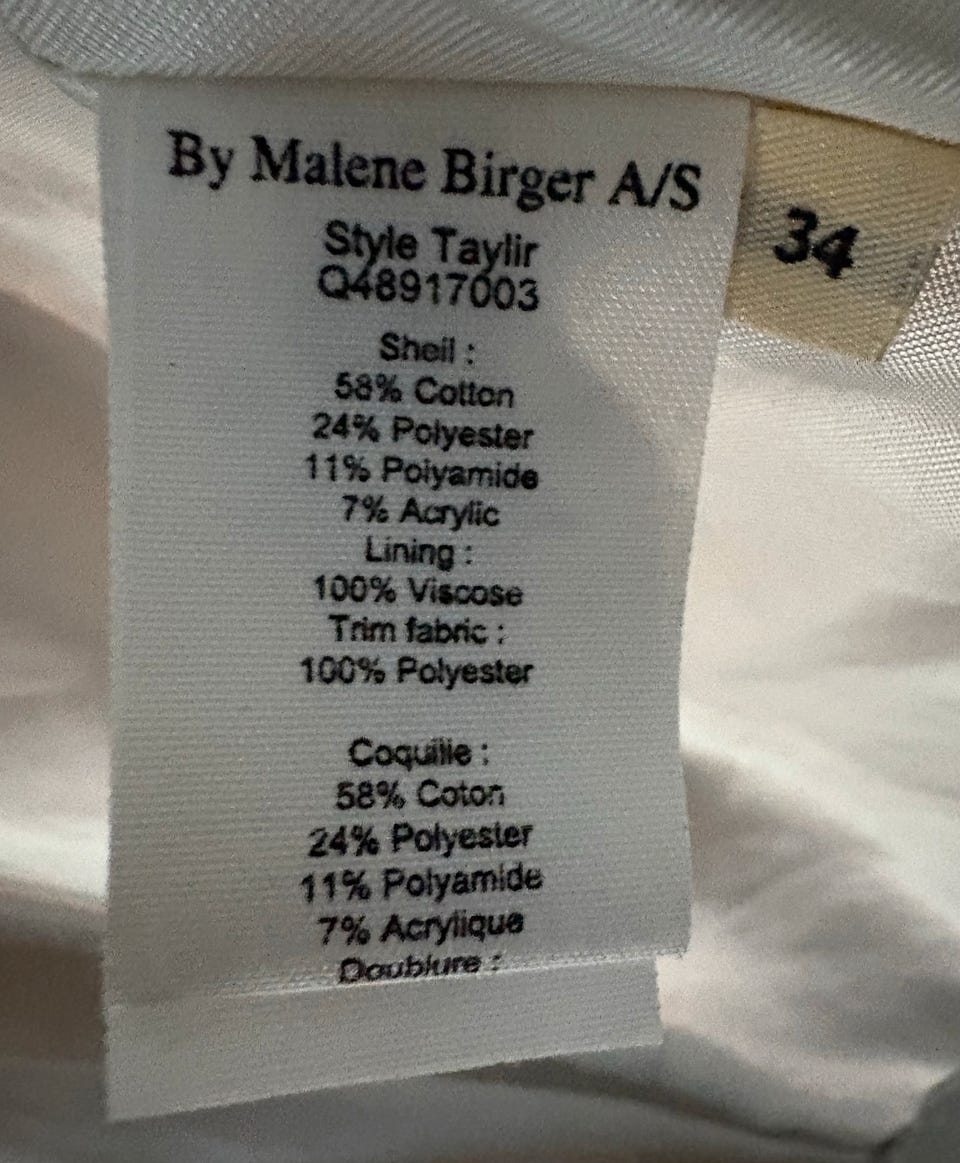 By Malene Birger A/S
34
Style Taylir
Q48917003
Shell :
58% Cotton
24% Polyester
11% Polyamide
7% Acrylic
Lining :
100% Viscose
Trim fabric :
100% Polyester
Coquille :
58% Coton
24% Polyester
11% Polyamide
7% Acrylique
Doublure :